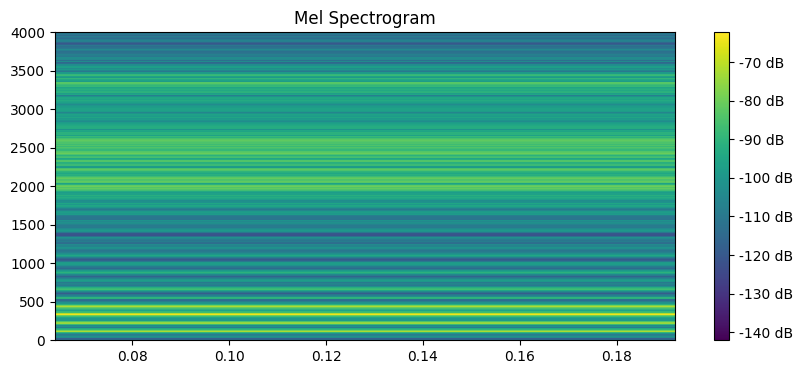 Mel Spectrogram
4000
3500
3000
2500
2000
1500
1000
500
0
0.08 0.10 0.12 0.14 0.16 0.18
-70 dB
-80 dB
-90 dB
-100 dB
-110 dB
-120 dB
-130 dB
-140 dB